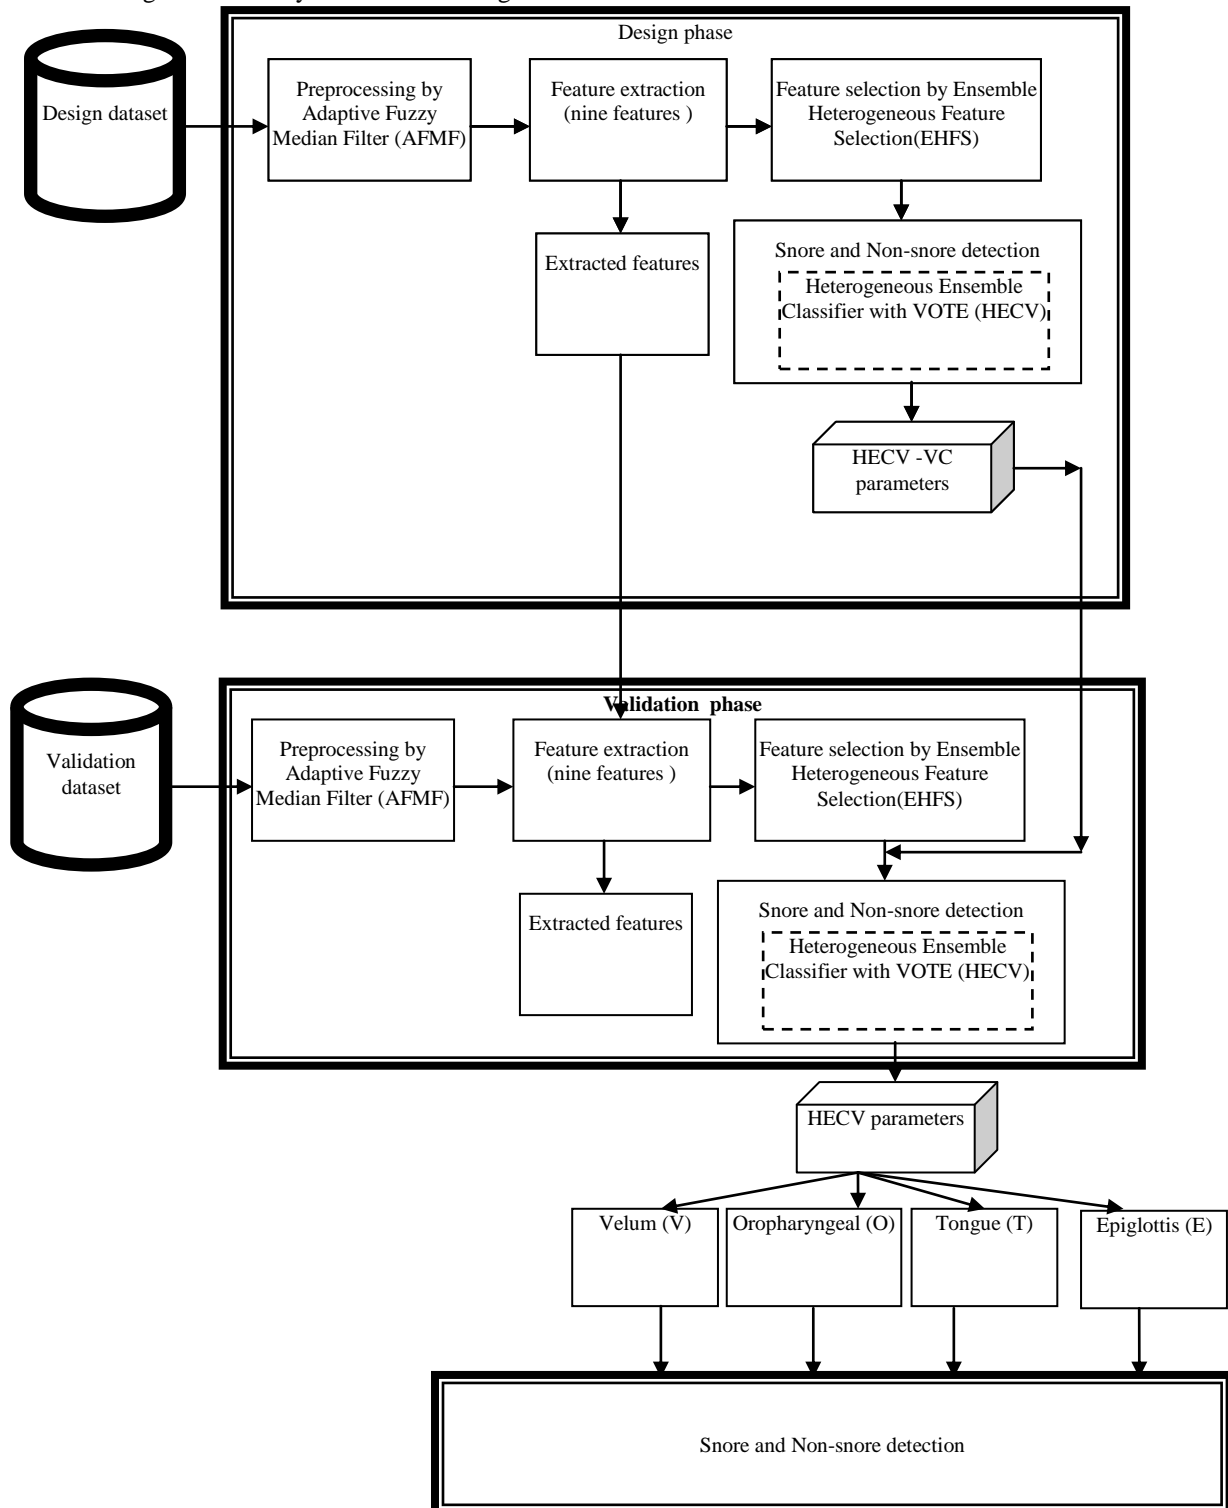 Design phase
Design dataset
Preprocessing by
Adaptive Fuzzy
Median Filter (AFMF)
Feature extraction
(nine features )
Feature selection by Ensemble
Heterogeneous Feature
Selection(EHFS)
Extracted features
Snore and Non-snore detection
Heterogeneous Ensemble
Classifier with VOTE (HECV)
HECV -VC
parameters
Validation phase
Validation
dataset
Preprocessing by
Adaptive Fuzzy
Median Filter (AFMF)
Feature extraction
(nine features )
Feature selection by Ensemble
Heterogeneous Feature
Selection(EHFS)
Extracted features
Snore and Non-snore detection
Heterogeneous Ensemble
Classifier with VOTE (HECV)
HECV parameters
Velum (V)
Oropharyngeal (O)
Tongue (T)
Epiglottis (E)
Snore and Non-snore detection